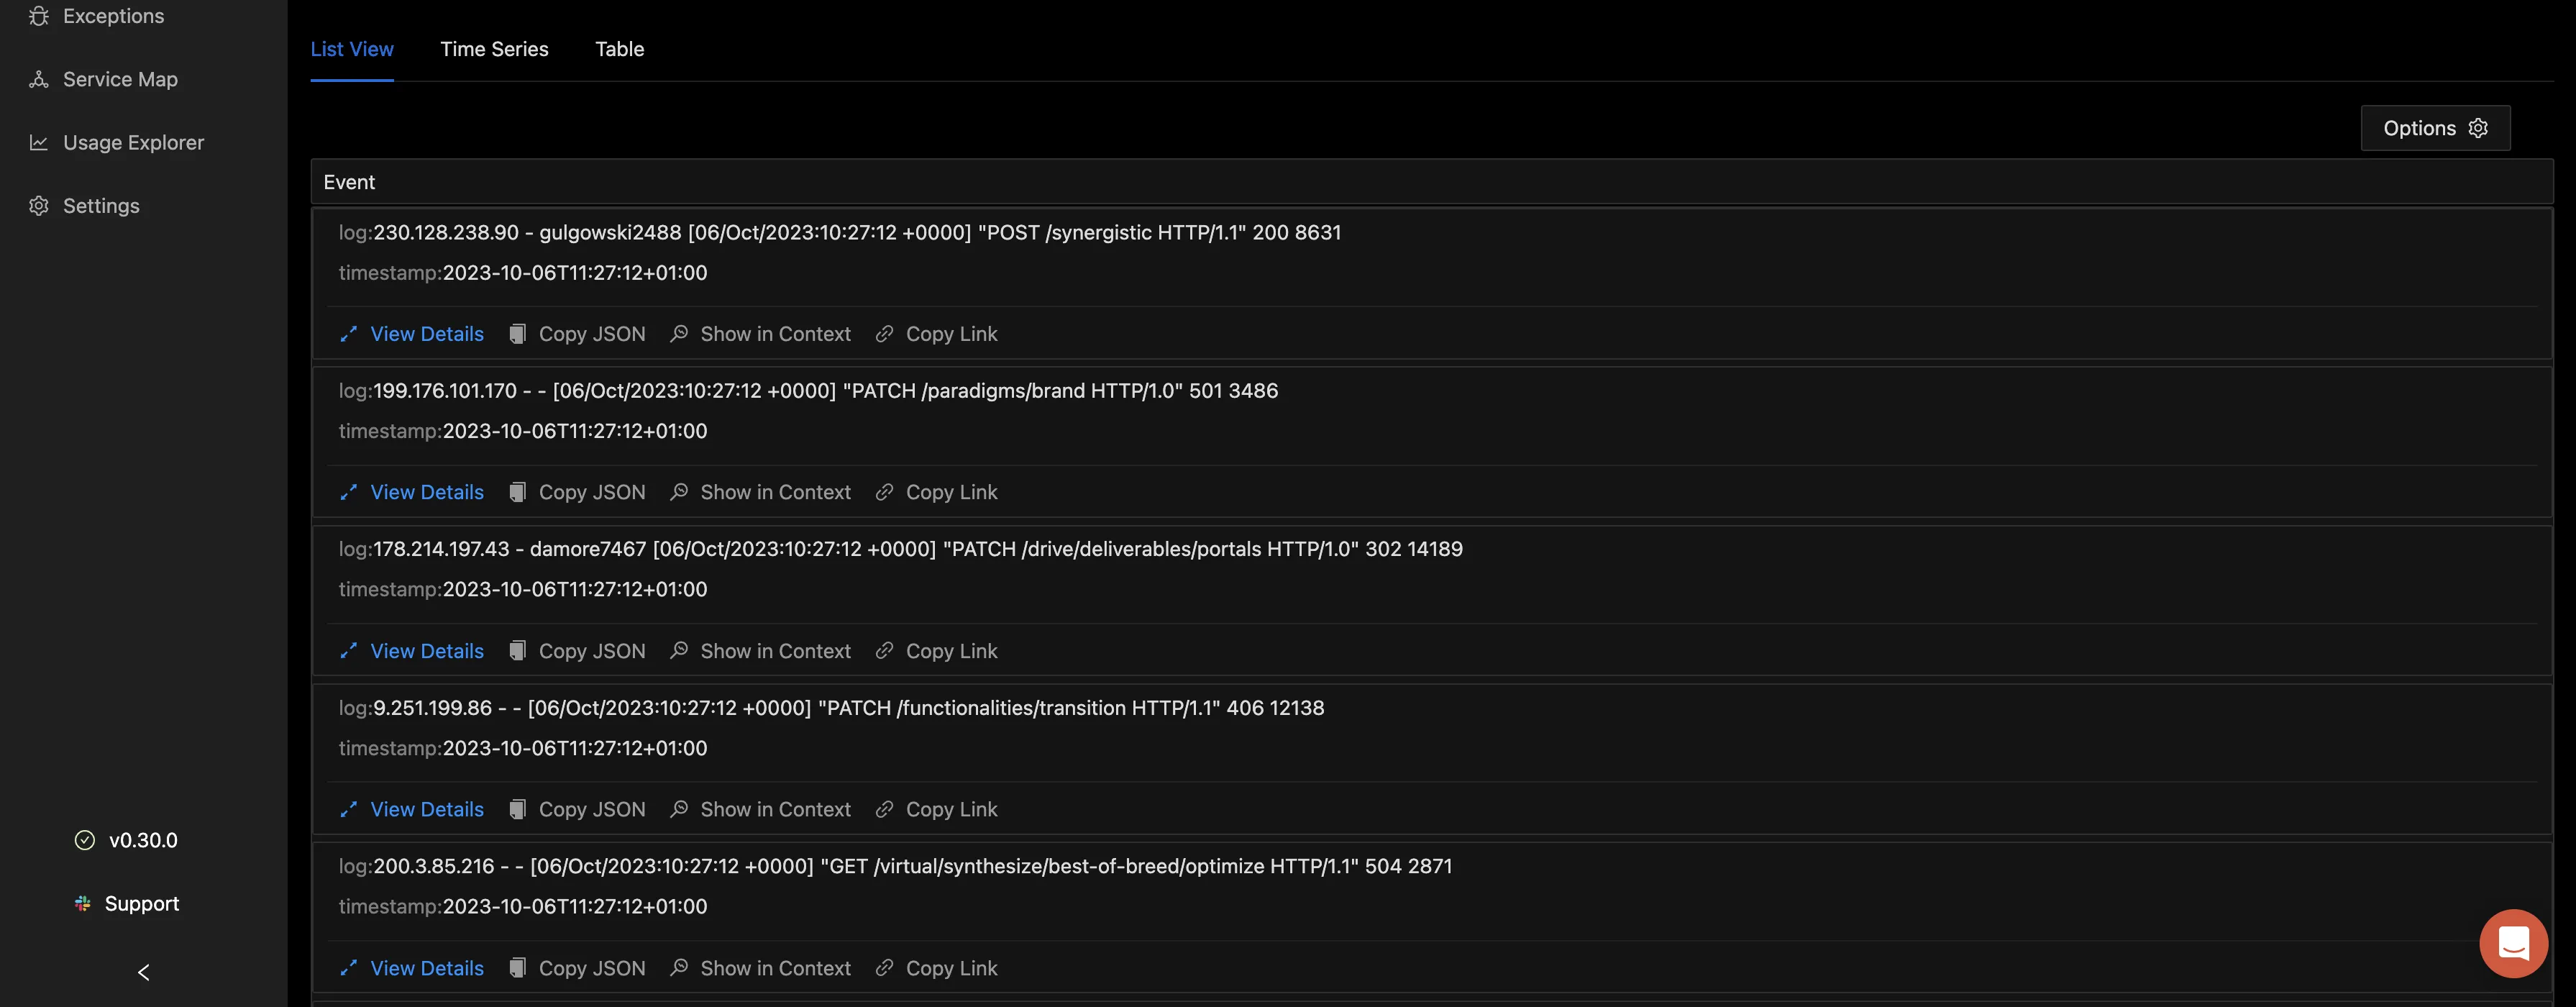 Exceptions
Service Map
Usage Explorer
Settings
v0.30.0
Support
List View Time Series Table
Options
Event
log:230.128.238.90 - gulgowski2488 [06/Oct/2023:10:27:12 +0000] "POST /synergistic HTTP/1.1" 200 8631
timestamp:2023-10-06T11:27:12+01:00
View Details Copy JSON Show in Context Copy Link
log:199.176.101.170 - - [06/Oct/2023:10:27:12 +0000] "PATCH /paradigms/brand HTTP/1.0" 501 3486
timestamp:2023-10-06T11:27:12+01:00
View Details Copy JSON Show in Context Copy Link
log:178.214.197.43 - damore7467 [06/Oct/2023:10:27:12 +0000] "PATCH /drive/deliverables/portals HTTP/1.0" 302 14189
timestamp:2023-10-06T11:27:12+01:00
View Details Copy JSON Show in Context Copy Link
log:9.251.199.86 - - [06/Oct/2023:10:27:12 +0000] "PATCH /functionalities/transition HTTP/1.1" 406 12138
timestamp:2023-10-06T11:27:12+01:00
View Details Copy JSON Show in Context Copy Link
log:200.3.85.216 - - [06/Oct/2023:10:27:12 +0000] "GET /virtual/synthesize/best-of-breed/optimize HTTP/1.1" 504 2871
timestamp:2023-10-06T11:27:12+01:00
View Details Copy JSON Show in Context Copy Link